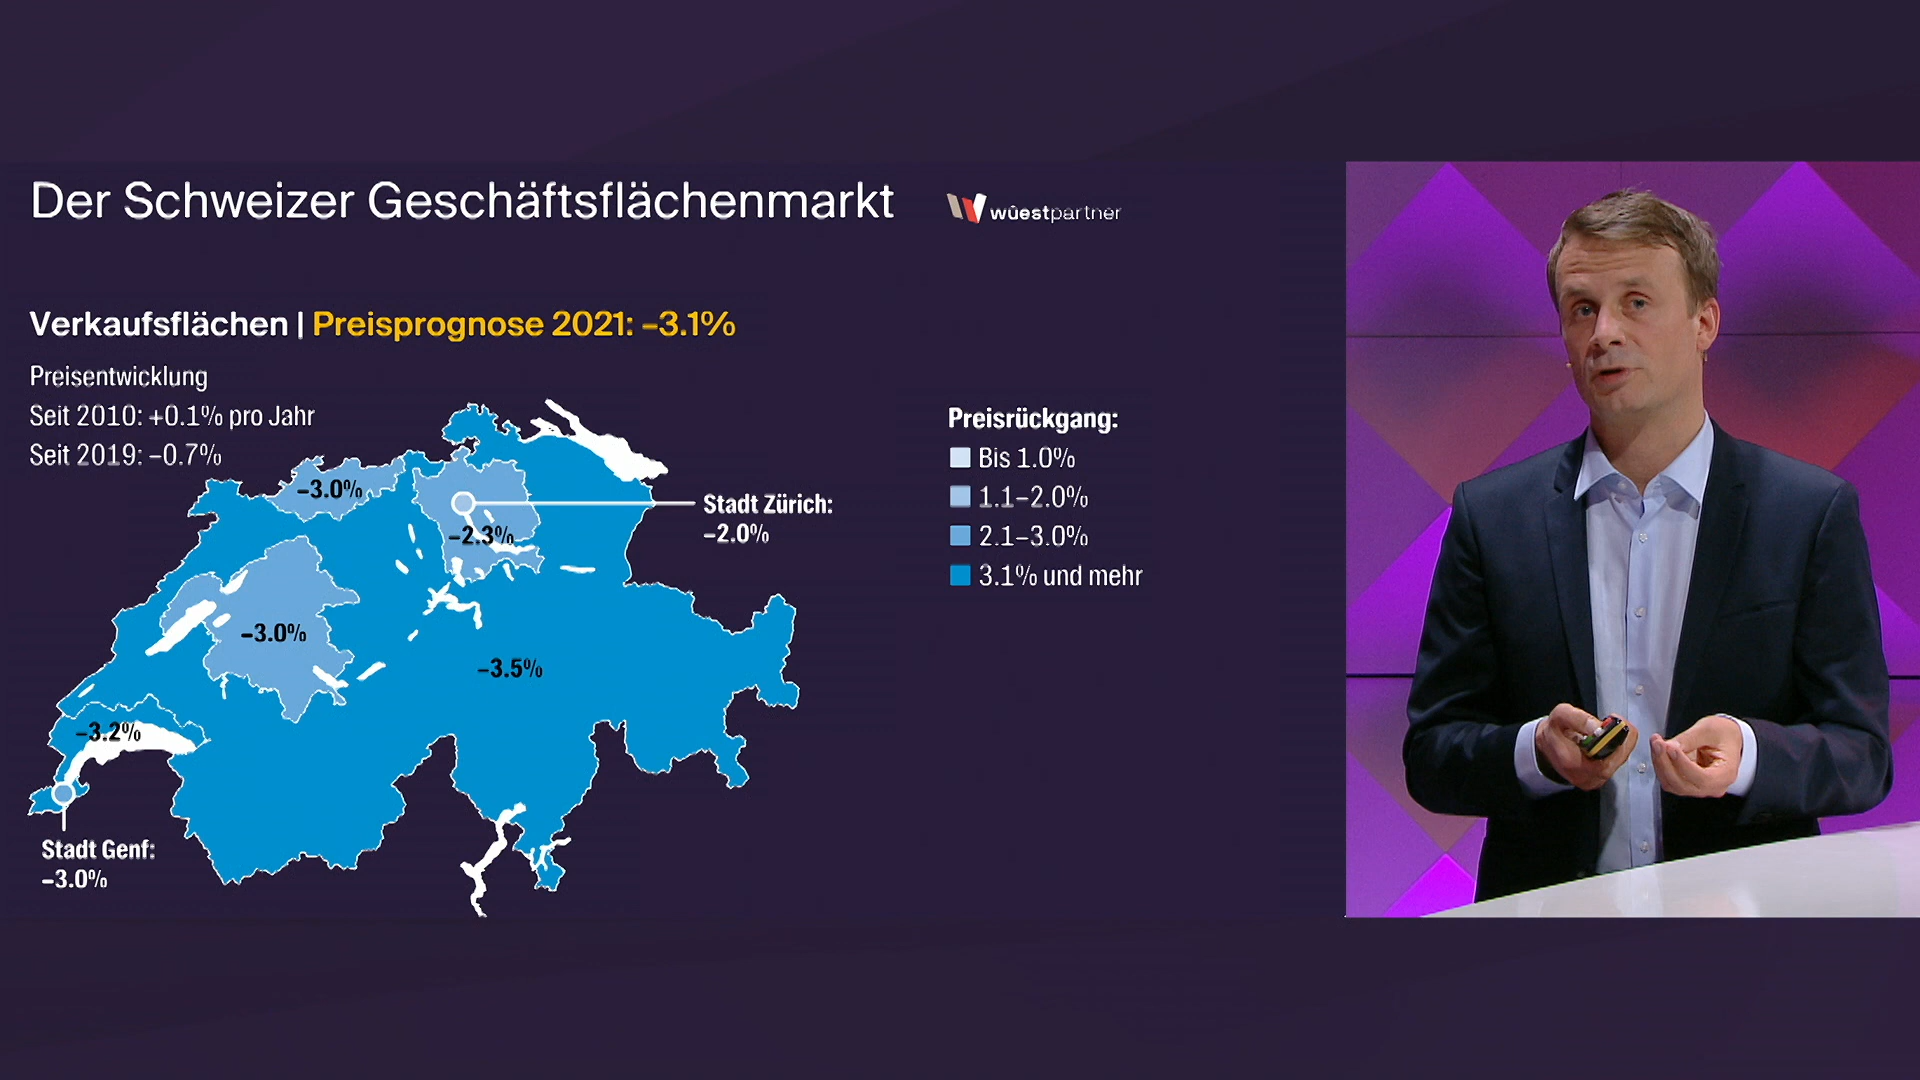 Der Schweizer Geschäftsflächenmarkt
wüestpartner
Verkaufsflächen | Preisprognose 2021: –3.1%
Preisentwicklung
Seit 2010: +0.1% pro Jahr
Seit 2019: –0.7%
–3.0%
Stadt Zürich:
–2.0%
–2.3%
–3.0%
–3.5%
–3.2%
Stadt Genf:
–3.0%
Preisrückgang:
Bis 1.0%
1.1–2.0%
2.1–3.0%
3.1% und mehr